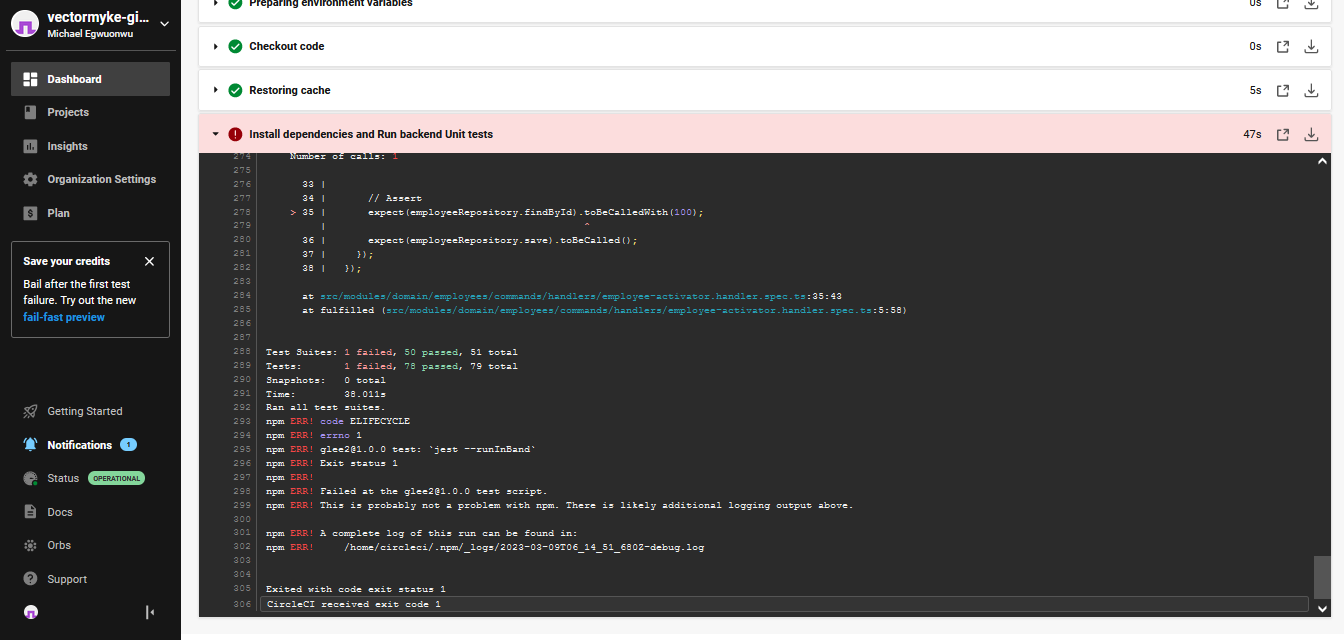 vectormyke-gi...
Michael Egwuonwu
Dashboard
Projects
Insights
Organization Settings
Plan
Save your credits
Bail after the first test
failure. Try out the new
fail-fast preview
Getting Started
Notifications 1
Status OPERATIONAL
Docs
Orbs
Support
Preparing environment variables 0s
Checkout code 0s
Restoring cache 5s
Install dependencies and Run backend Unit tests 47s
274 Number of calls: 1
275
276 33 |
277 34 | // Assert
278 > 35 | expect(employeeRepository.findById).toBeCalledWith(100);
279 | ^
280 36 | expect(employeeRepository.save).toBeCalled();
281 37 | });
282 38 | });
283
284 at src/modules/domain/employees/commands/handlers/employee-activator.handler.spec.ts:35:43
285 at fulfilled (src/modules/domain/employees/commands/handlers/employee-activator.handler.spec.ts:5:58)
286
287
288 Test Suites: 1 failed, 50 passed, 51 total
289 Tests: 1 failed, 78 passed, 79 total
290 Snapshots: 0 total
291 Time: 38.011s
292 Ran all test suites.
293 npm ERR! code ELIFECYCLE
294 npm ERR! errno 1
295 npm ERR! glee2@1.0.0 test: `jest --runInBand`
296 npm ERR! Exit status 1
297 npm ERR!
298 npm ERR! Failed at the glee2@1.0.0 test script.
299 npm ERR! This is probably not a problem with npm. There is likely additional logging output above.
300
301 npm ERR! A complete log of this run can be found in:
302 npm ERR! /home/circleci/.npm/_logs/2023-03-09T06_14_51_680Z-debug.log
303
304
305 Exited with code exit status 1
306 CircleCI received exit code 1